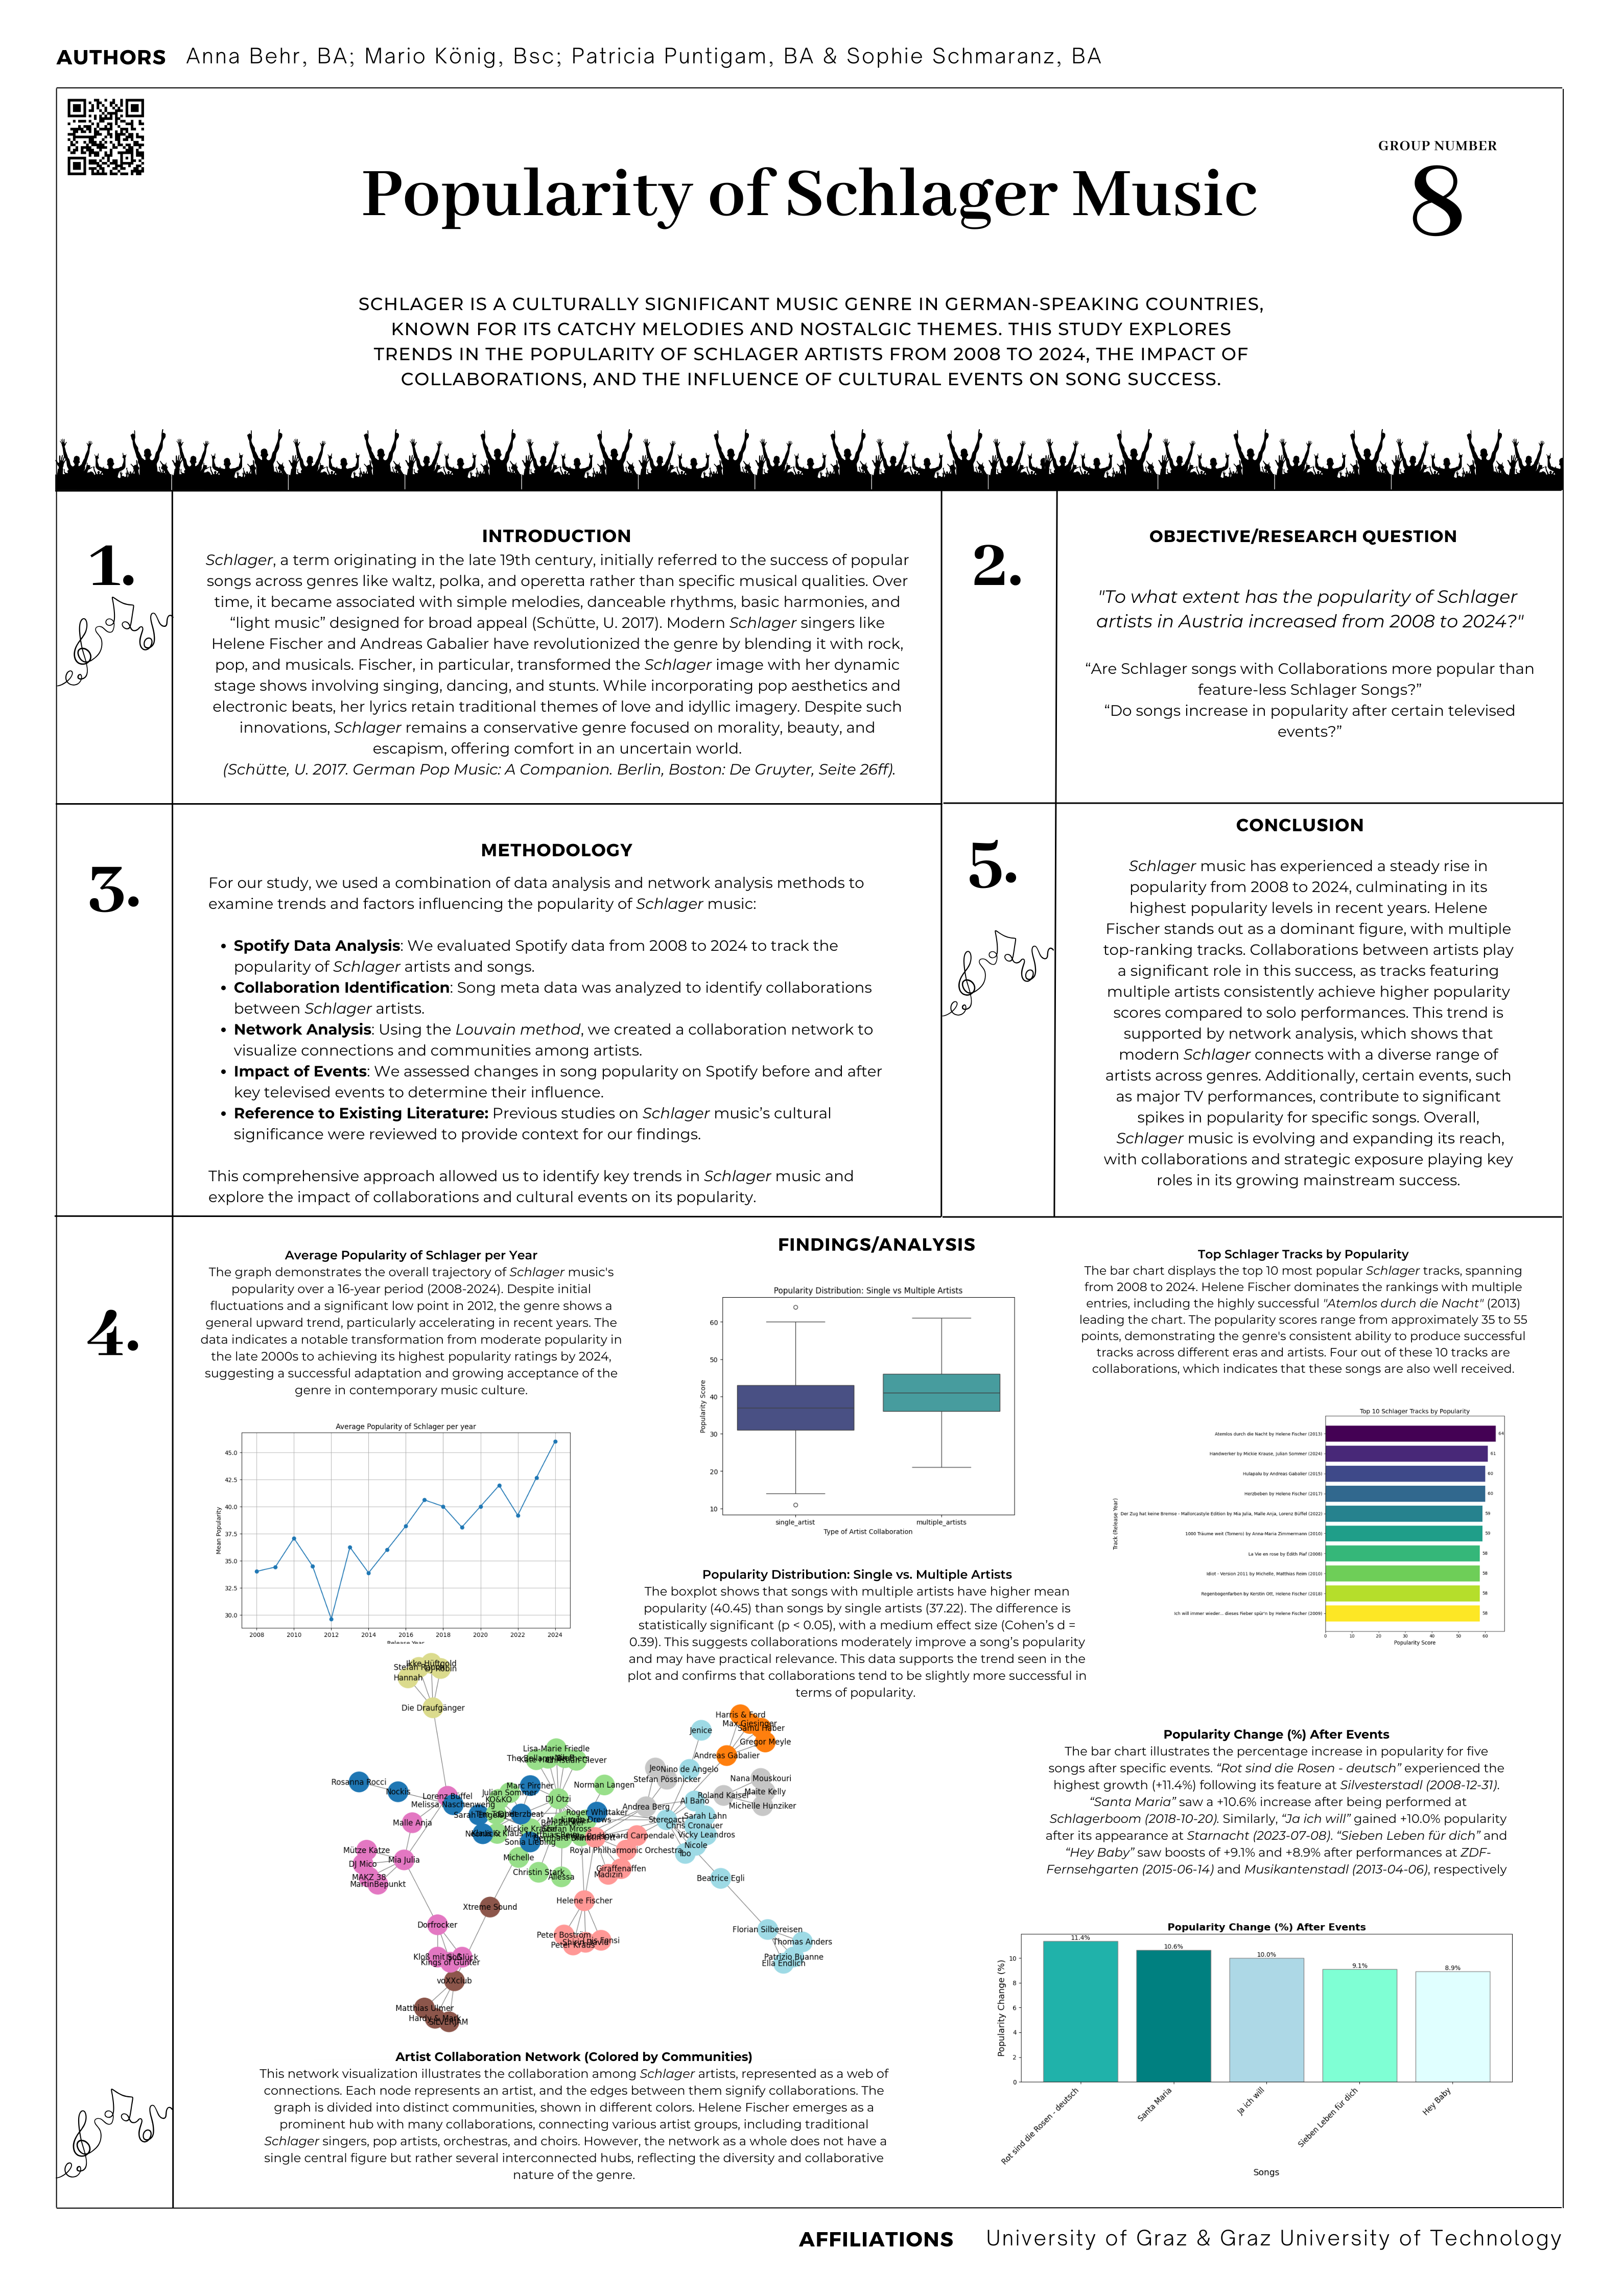 AUTHORS Anna Behr, BA; Mario König, Bsc; Patricia Puntigam, BA & Sophie Schmaranz, BA
GROUP NUMBER
8
Popularity of Schlager Music
SCHLAGER IS A CULTURALLY SIGNIFICANT MUSIC GENRE IN GERMAN-SPEAKING COUNTRIES,
KNOWN FOR ITS CATCHY MELODIES AND NOSTALGIC THEMES. THIS STUDY EXPLORES
TRENDS IN THE POPULARITY OF SCHLAGER ARTISTS FROM 2008 TO 2024, THE IMPACT OF
COLLABORATIONS, AND THE INFLUENCE OF CULTURAL EVENTS ON SONG SUCCESS.
1.
INTRODUCTION
Schlager, a term originating in the late 19th century, initially referred to the success of popular
songs across genres like waltz, polka, and operetta rather than specific musical qualities. Over
time, it became associated with simple melodies, danceable rhythms, basic harmonies, and
“light music” designed for broad appeal (Schütte, U. 2017). Modern Schlager singers like
Helene Fischer and Andreas Gabalier have revolutionized the genre by blending it with rock,
pop, and musicals. Fischer, in particular, transformed the Schlager image with her dynamic
stage shows involving singing, dancing, and stunts. While incorporating pop aesthetics and
electronic beats, her lyrics retain traditional themes of love and idyllic imagery. Despite such
innovations, Schlager remains a conservative genre focused on morality, beauty, and
escapism, offering comfort in an uncertain world.
(Schütte, U. 2017. German Pop Music: A Companion. Berlin, Boston: De Gruyter, Seite 26ff).
2.
OBJECTIVE/RESEARCH QUESTION
"To what extent has the popularity of Schlager
artists in Austria increased from 2008 to 2024?"
“Are Schlager songs with Collaborations more popular than
feature-less Schlager Songs?”
“Do songs increase in popularity after certain televised
events?”
3.
METHODOLOGY
For our study, we used a combination of data analysis and network analysis methods to
examine trends and factors influencing the popularity of Schlager music:
• Spotify Data Analysis: We evaluated Spotify data from 2008 to 2024 to track the
popularity of Schlager artists and songs.
• Collaboration Identification: Song meta data was analyzed to identify collaborations
between Schlager artists.
• Network Analysis: Using the Louvain method, we created a collaboration network to
visualize connections and communities among artists.
• Impact of Events: We assessed changes in song popularity on Spotify before and after
key televised events to determine their influence.
• Reference to Existing Literature: Previous studies on Schlager music’s cultural
significance were reviewed to provide context for our findings.
This comprehensive approach allowed us to identify key trends in Schlager music and
explore the impact of collaborations and cultural events on its popularity.
5.
CONCLUSION
Schlager music has experienced a steady rise in
popularity from 2008 to 2024, culminating in its
highest popularity levels in recent years. Helene
Fischer stands out as a dominant figure, with multiple
top-ranking tracks. Collaborations between artists play
a significant role in this success, as tracks featuring
multiple artists consistently achieve higher popularity
scores compared to solo performances. This trend is
supported by network analysis, which shows that
modern Schlager connects with a diverse range of
artists across genres. Additionally, certain events, such
as major TV performances, contribute to significant
spikes in popularity for specific songs. Overall,
Schlager music is evolving and expanding its reach,
with collaborations and strategic exposure playing key
roles in its growing mainstream success.
4.
FINDINGS/ANALYSIS
Average Popularity of Schlager per Year
The graph demonstrates the overall trajectory of Schlager music's
popularity over a 16-year period (2008-2024). Despite initial
fluctuations and a significant low point in 2012, the genre shows a
general upward trend, particularly accelerating in recent years. The
data indicates a notable transformation from moderate popularity in
the late 2000s to achieving its highest popularity ratings by 2024,
suggesting a successful adaptation and growing acceptance of the
genre in contemporary music culture.
Average Popularity of Schlager per year
Mean Popularity
45.0
42.5
40.0
37.5
35.0
32.5
30.0
2008 2010 2012 2014 2016 2018 2020 2022 2024
Release Year
Popularity Distribution: Single vs Multiple Artists
Popularity Score
60
50
40
30
20
10
single_artist multiple_artists
Type of Artist Collaboration
Popularity Distribution: Single vs. Multiple Artists
The boxplot shows that songs with multiple artists have higher mean
popularity (40.45) than songs by single artists (37.22). The difference is
statistically significant (p < 0.05), with a medium effect size (Cohen’s d =
0.39). This suggests collaborations moderately improve a song’s popularity
and may have practical relevance. This data supports the trend seen in the
plot and confirms that collaborations tend to be slightly more successful in
terms of popularity.
Top Schlager Tracks by Popularity
The bar chart displays the top 10 most popular Schlager tracks, spanning
from 2008 to 2024. Helene Fischer dominates the rankings with multiple
entries, including the highly successful "Atemlos durch die Nacht" (2013)
leading the chart. The popularity scores range from approximately 35 to 55
points, demonstrating the genre's consistent ability to produce successful
tracks across different eras and artists. Four out of these 10 tracks are
collaborations, which indicates that these songs are also well received.
Top 10 Schlager Tracks by Popularity
Track (Release Year)
Atemlos durch die Nacht by Helene Fischer (2013) 64
Handwerker by Mickie Krause, Julian Sommer (2024) 61
Hulapalu by Andreas Gabalier (2015) 60
Herzbeben by Helene Fischer (2017) 60
Der Zug hat keine Bremse - Mallorcastyle Edition by Mia Julia, Malle Anja, Lorenz Büffel (2022) 59
1000 Träume weit (Tornero) by Anna-Maria Zimmermann (2010) 59
La Vie en rose by Édith Piaf (2008) 58
Idiot - Version 2011 by Michelle, Matthias Reim (2010) 58
Regenbogenfarben by Kerstin Ott, Helene Fischer (2018) 58
Ich will immer wieder... dieses Fieber spür'n by Helene Fischer (2009) 58
0 10 20 30 40 50 60
Popularity Score
Ikke Hüftgold
Hannah
Die Draufgänger
Rosanna Rocci
Nockis
Lorenz Büffel
Melissa Naschenweng
Malle Anja
Mütze Katze
DJ Mico
Mia Julia
MAKZ 38
MartinBepunkt
Dorfrocker
Kings of Günter
voXXclub
Matthias Ulmer
Xtreme Sound
Lisa-Marie Friedle
Marc Pircher
Julian Sommer
KO&KO
DJ Ötzi
Norman Langen
Roger Whittaker
Sonia Liebing
Michelle
Christin Stark
Allessa
Howard Carpendale
Royal Philharmonic Orchestra
Giraffenaffen
Madizin
Helene Fischer
Peter Boström
Peter Kraus
Luis Fonsi
Jenice
Nino de Angelo
Stefan Pössnicker
Andrea Berg
Stereoact
Al Bano
Roland Kaiser
Sarah Lahn
Chris Cronauer
Vicky Leandros
Nicole
Ibo
Beatrice Egli
Florian Silbereisen
Thomas Anders
Patrizio Buanne
Ella Endlich
Harris & Ford
Max Giesinger
Samu Haber
Gregor Meyle
Andreas Gabalier
Nana Mouskouri
Maite Kelly
Michelle Hunziker
Artist Collaboration Network (Colored by Communities)
This network visualization illustrates the collaboration among Schlager artists, represented as a web of
connections. Each node represents an artist, and the edges between them signify collaborations. The
graph is divided into distinct communities, shown in different colors. Helene Fischer emerges as a
prominent hub with many collaborations, connecting various artist groups, including traditional
Schlager singers, pop artists, orchestras, and choirs. However, the network as a whole does not have a
single central figure but rather several interconnected hubs, reflecting the diversity and collaborative
nature of the genre.
Popularity Change (%) After Events
The bar chart illustrates the percentage increase in popularity for five
songs after specific events. “Rot sind die Rosen - deutsch” experienced the
highest growth (+11.4%) following its feature at Silvesterstadl (2008-12-31).
“Santa Maria” saw a +10.6% increase after being performed at
Schlagerboom (2018-10-20). Similarly, “Ja ich will” gained +10.0% popularity
after its appearance at Starnacht (2023-07-08). “Sieben Leben für dich” and
“Hey Baby” saw boosts of +9.1% and +8.9% after performances at ZDF-
Fernsehgarten (2015-06-14) and Musikantenstadl (2013-04-06), respectively
Popularity Change (%) After Events
Popularity Change (%)
10
8
6
4
2
0
11.4% 10.6% 10.0% 9.1% 8.9%
Rot sind die Rosen - deutsch
Santa Maria
Ja ich will
Sieben Leben für dich
Hey Baby
Songs
AFFILIATIONS University of Graz & Graz University of Technology